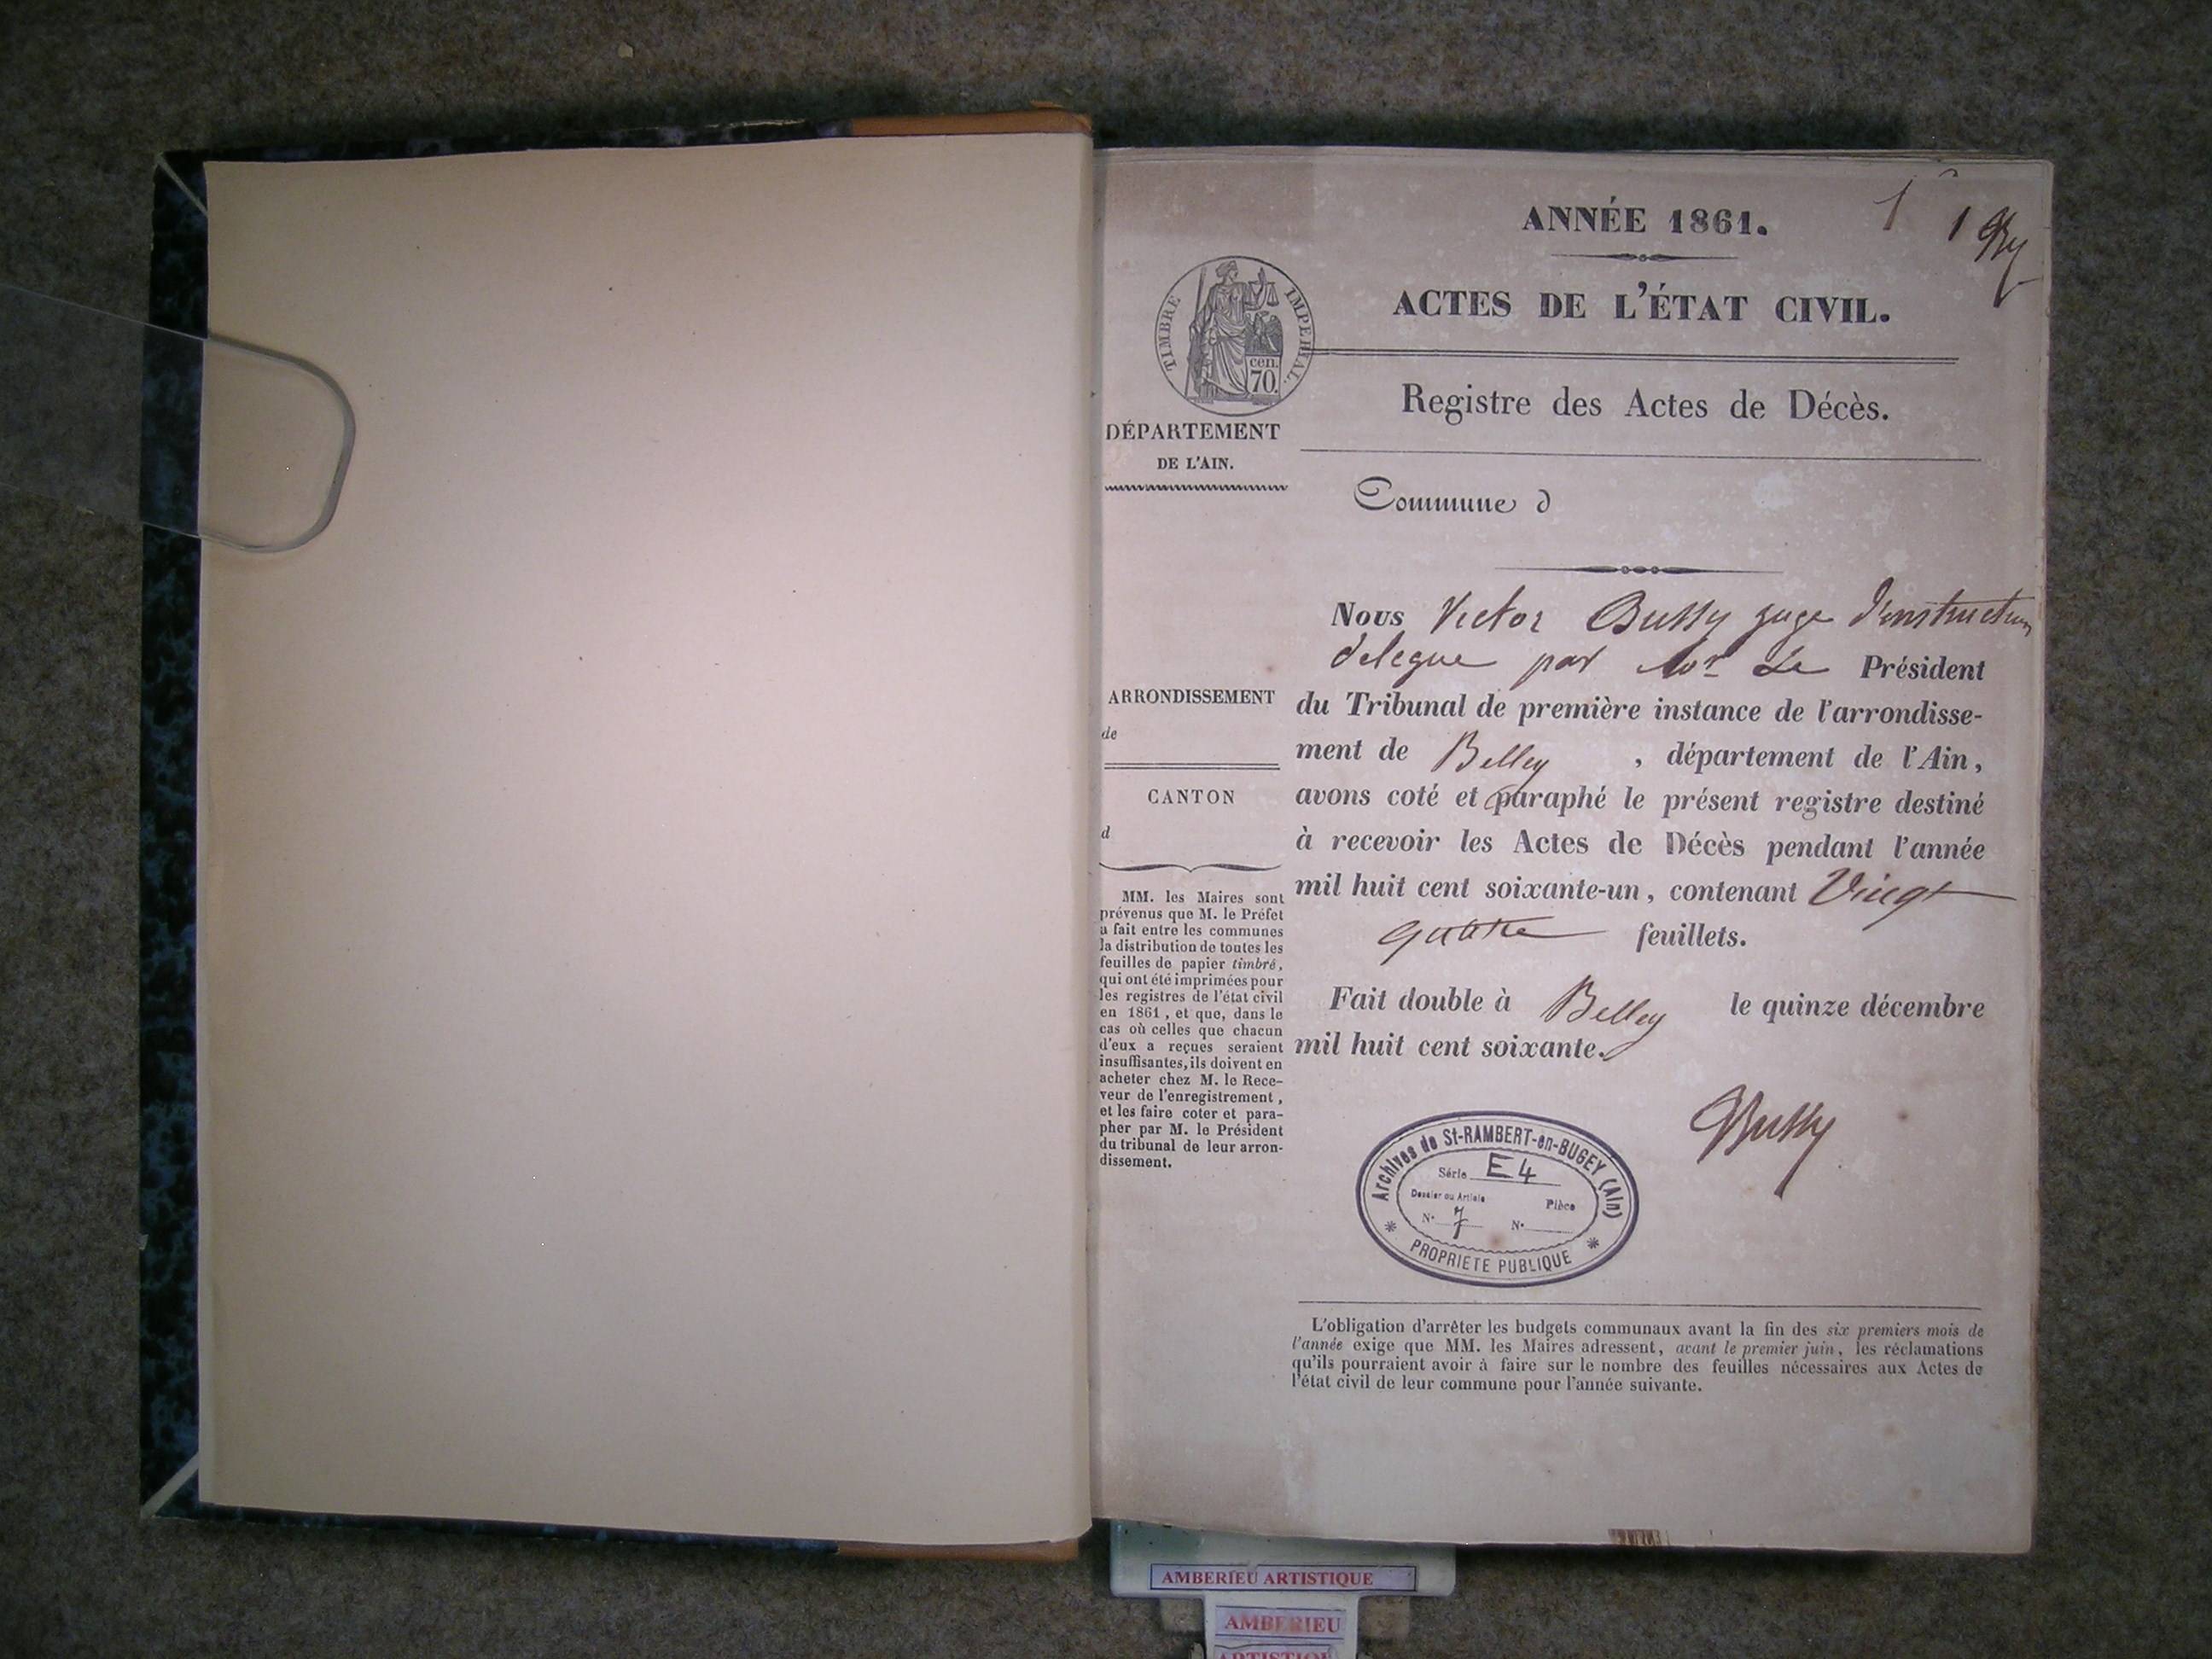 ANNÉE 1861.
1
1
ACTES DE L'ÉTAT CIVIL.
TIMBRE IMPERIAL.
cen.
70.
Registre des Actes de Décès.
DÉPARTEMENT
DE L'AIN.
Commune d
Nous Victor Bussy juge d'instruction
délegué par Mr Le Président
du Tribunal de première instance de l'arrondisse-
ment de Belley , département de l'Ain,
avons coté et paraphé le présent registre destiné
à recevoir les Actes de Décès pendant l'année
mil huit cent soixante-un, contenant Vingt
quatre feuillets.
Fait double à Belley le quinze décembre
mil huit cent soixante.
Bussy
ARRONDISSEMENT
de
CANTON
d
MM. les Maires sont
prévenus que M. le Préfet
a fait entre les communes
la distribution de toutes les
feuilles de papier timbré,
qui ont été imprimées pour
les registres de l'état civil
en 1861, et que, dans le
cas où celles que chacun
d'eux a reçues seraient
insuffisantes, ils doivent en
acheter chez M. le Rece-
veur de l'enregistrement,
et les faire coter et para-
pher par M. le Président
du tribunal de leur arron-
dissement.
Archives de St-RAMBERT-en-BUGEY (Ain)
Série E4
Dossier ou Article Pièce
N° 7 N°
* PROPRIETE PUBLIQUE *
L'obligation d'arrêter les budgets communaux avant la fin des six premiers mois de
l'année exige que MM. les Maires adressent, avant le premier juin, les réclamations
qu'ils pourraient avoir à faire sur le nombre des feuilles nécessaires aux Actes de
l'état civil de leur commune pour l'année suivante.
AMBERIEU ARTISTIQUE
AMBERIEU
ARTISTIQU